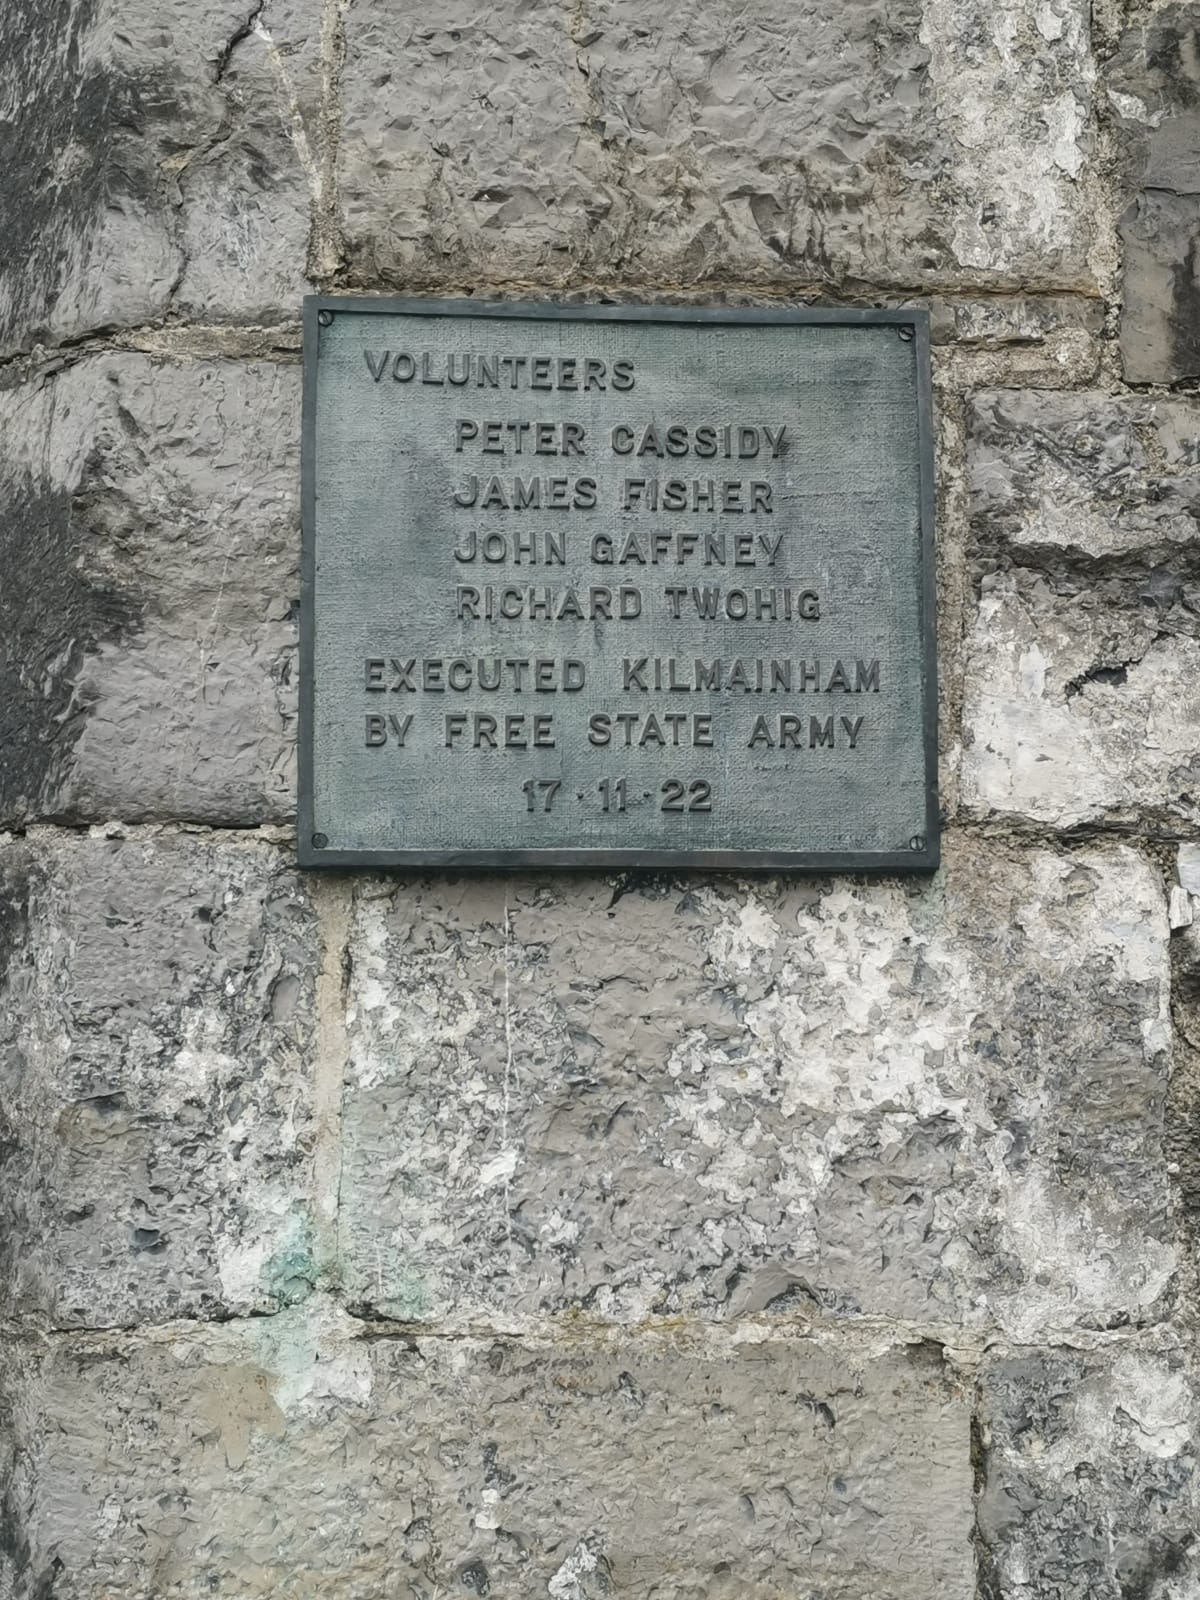 VOLUNTEERS
PETER CASSIDY
JAMES FISHER
JOHN GAFFNEY
RICHARD TWOHIG
EXECUTED KILMAINHAM
BY FREE STATE ARMY
17·11·22